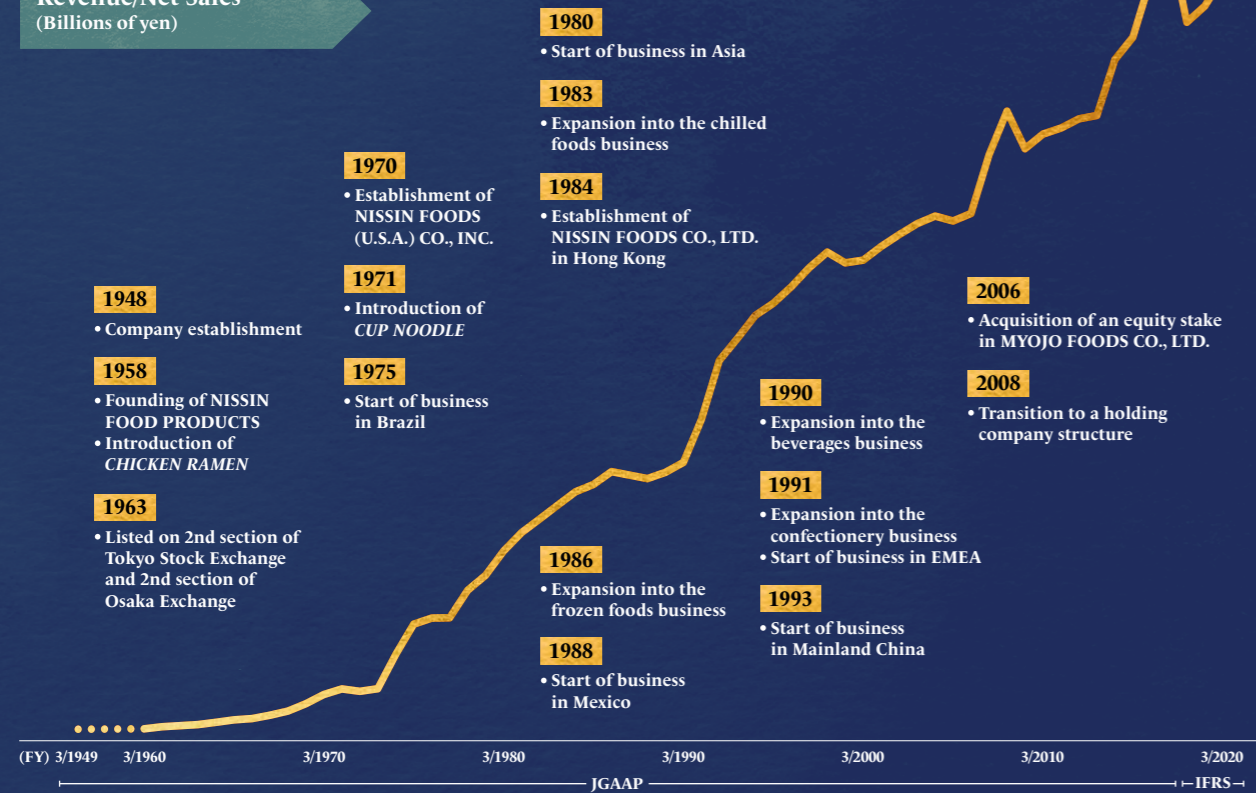 Revenue/Net Sales
(Billions of yen)
1948
• Company establishment
1958
• Founding of NISSIN
FOOD PRODUCTS
• Introduction of
CHICKEN RAMEN
1963
• Listed on 2nd section of
Tokyo Stock Exchange
and 2nd section of
Osaka Exchange
1970
• Establishment of
NISSIN FOODS
(U.S.A.) CO., INC.
1971
• Introduction of
CUP NOODLE
1975
• Start of business
in Brazil
1980
• Start of business in Asia
1983
• Expansion into the chilled
foods business
1984
• Establishment of
NISSIN FOODS CO., LTD.
in Hong Kong
1986
• Expansion into the
frozen foods business
1988
• Start of business
in Mexico
1990
• Expansion into the
beverages business
1991
• Expansion into the
confectionery business
• Start of business in EMEA
1993
• Start of business
in Mainland China
2006
• Acquisition of an equity stake
in MYOJO FOODS CO., LTD.
2008
• Transition to a holding
company structure
(FY) 3/1949 3/1960 3/1970 3/1980 3/1990 3/2000 3/2010 3/2020
JGAAP IFRS